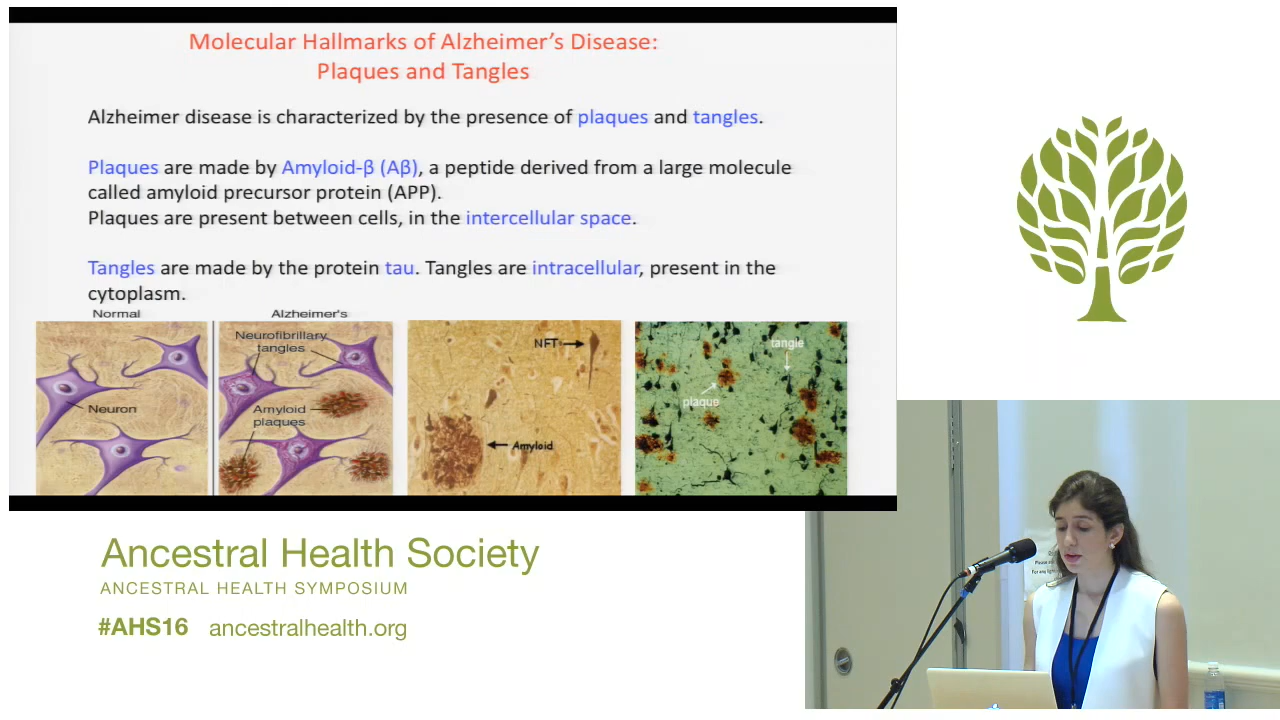 Molecular Hallmarks of Alzheimer's Disease:
Plaques and Tangles
Alzheimer disease is characterized by the presence of plaques and tangles.
Plaques are made by Amyloid-β (Aβ), a peptide derived from a large molecule
called amyloid precursor protein (APP).
Plaques are present between cells, in the intercellular space.
Tangles are made by the protein tau. Tangles are intracellular, present in the
cytoplasm.
Normal
Alzheimer's
Neuron
Neurofibrillary
tangles
Amyloid
plaques
NFT
Amyloid
tangle
plaque
Ancestral Health Society
ANCESTRAL HEALTH SYMPOSIUM
#AHS16 ancestralhealth.org